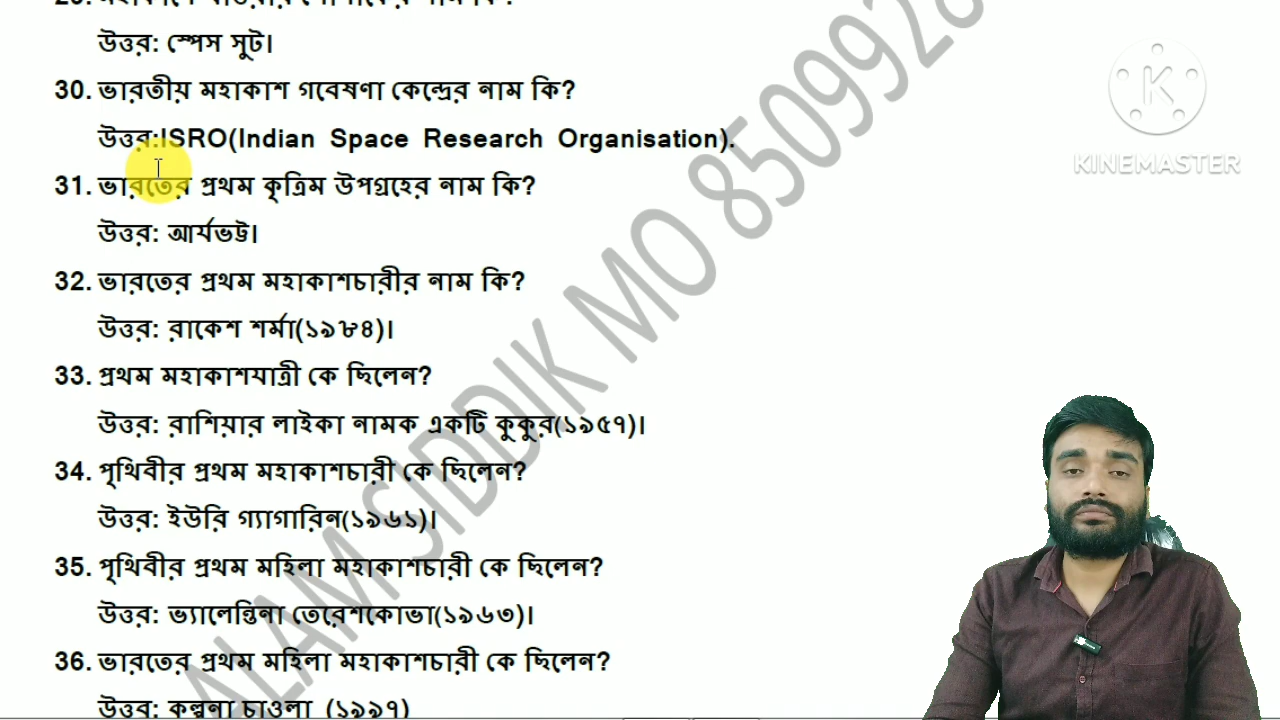 উত্তর: স্পেস সুট।
30. ভারতীয় মহাকাশ গবেষণা কেন্দ্রের নাম কি?
উত্তর:ISRO(Indian Space Research Organisation).
31. ভারতের প্রথম কৃত্রিম উপগ্রহের নাম কি?
উত্তর: আর্যভট্ট।
32. ভারতের প্রথম মহাকাশচারীর নাম কি?
উত্তর: রাকেশ শর্মা(১৯৮৪)।
33. প্রথম মহাকাশযাত্রী কে ছিলেন?
উত্তর: রাশিয়ার লাইকা নামক একটি কুকুর(১৯৫৭)।
34. পৃথিবীর প্রথম মহাকাশচারী কে ছিলেন?
উত্তর: ইউরি গ্যাগারিন(১৯৬১)।
35. পৃথিবীর প্রথম মহিলা মহাকাশচারী কে ছিলেন?
উত্তর: ভ্যালেন্তিনা তেরেশকোভা(১৯৬৩)।
36. ভারতের প্রথম মহিলা মহাকাশচারী কে ছিলেন?
উত্তর: কল্পনা চাওলা (১৯৯৭)
ALAM SIDDIK MO 8509928
K
KINEMASTER